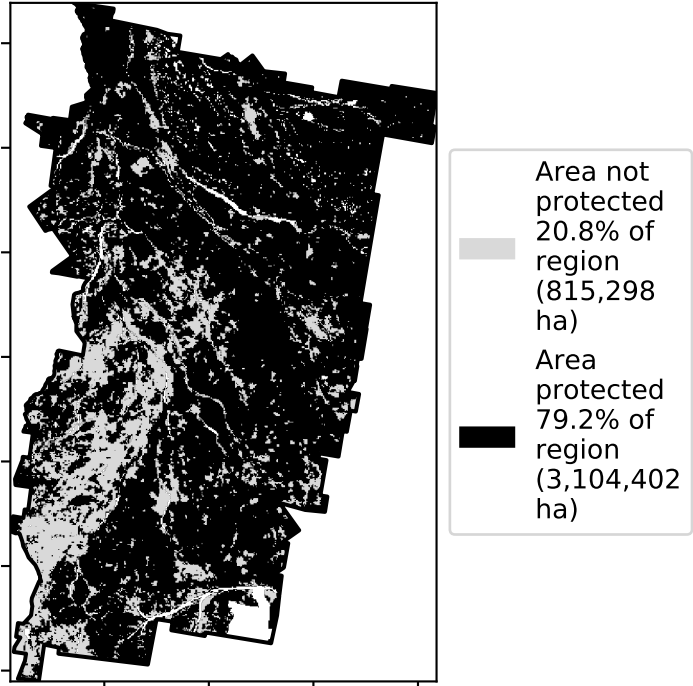 Area not
protected
20.8% of
region
(815,298
ha)
Area
protected
79.2% of
region
(3,104,402
ha)